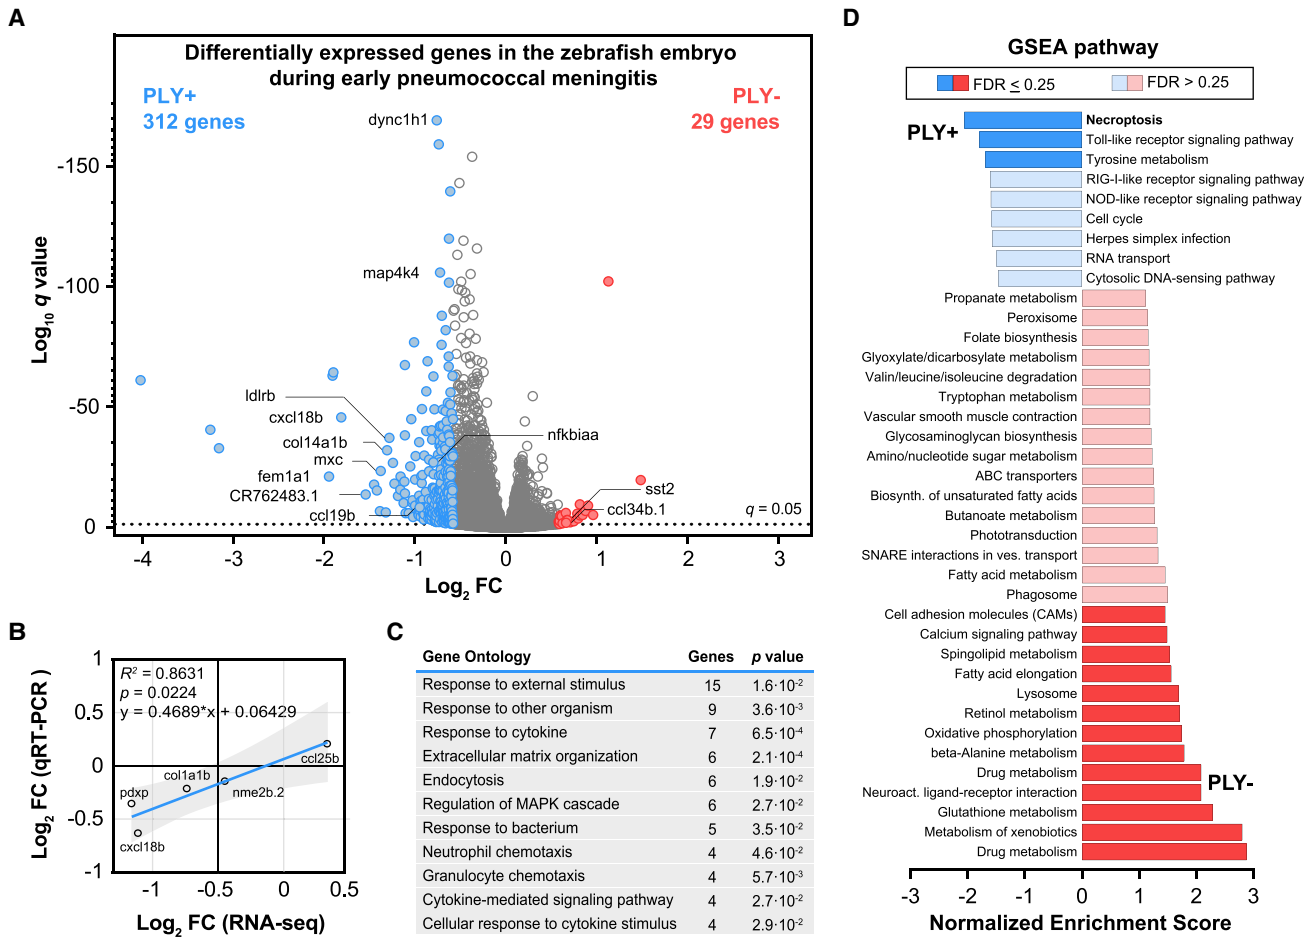 A
Differentially expressed genes in the zebrafish embryo
during early pneumococcal meningitis
PLY+
312 genes
PLY-
29 genes
dync1h1
map4k4
ldlrb
cxcl18b
col14a1b
mxc
fem1a1
CR762483.1
ccl19b
nfkbiaa
sst2
ccl34b.1
q = 0.05
Log10 q value
-150
-100
-50
0
-4
-3
-2
-1
0
1
2
3
Log2 FC
B
R2 = 0.8631
p = 0.0224
y = 0.4689*x + 0.06429
pdxp
cxcl18b
col1a1b
nme2b.2
ccl25b
Log2 FC (qRT-PCR )
1
0.5
0
-0.5
-1
-1
-0.5
0
0.5
Log2 FC (RNA-seq)
C
Gene Ontology Genes p value
Response to external stimulus 15 1.6·10-2
Response to other organism 9 3.6·10-3
Response to cytokine 7 6.5·10-4
Extracellular matrix organization 6 2.1·10-4
Endocytosis 6 1.9·10-2
Regulation of MAPK cascade 6 2.7·10-2
Response to bacterium 5 3.5·10-2
Neutrophil chemotaxis 4 4.6·10-2
Granulocyte chemotaxis 4 5.7·10-3
Cytokine-mediated signaling pathway 4 2.7·10-2
Cellular response to cytokine stimulus 4 2.9·10-2
D
GSEA pathway
FDR ≤ 0.25
FDR > 0.25
PLY+
Necroptosis
Toll-like receptor signaling pathway
Tyrosine metabolism
RIG-I-like receptor signaling pathway
NOD-like receptor signaling pathway
Cell cycle
Herpes simplex infection
RNA transport
Cytosolic DNA-sensing pathway
Propanate metabolism
Peroxisome
Folate biosynthesis
Glyoxylate/dicarbosylate metabolism
Valin/leucine/isoleucine degradation
Tryptophan metabolism
Vascular smooth muscle contraction
Glycosaminoglycan biosynthesis
Amino/nucleotide sugar metabolism
ABC transporters
Biosynth. of unsaturated fatty acids
Butanoate metabolism
Phototransduction
SNARE interactions in ves. transport
Fatty acid metabolism
Phagosome
Cell adhesion molecules (CAMs)
Calcium signaling pathway
Spingolipid metabolism
Fatty acid elongation
Lysosome
Retinol metabolism
Oxidative phosphorylation
beta-Alanine metabolism
Drug metabolism
PLY-
Neuroact. ligand-receptor interaction
Glutathione metabolism
Metabolism of xenobiotics
Drug metabolism
-3
-2
-1
0
1
2
3
Normalized Enrichment Score